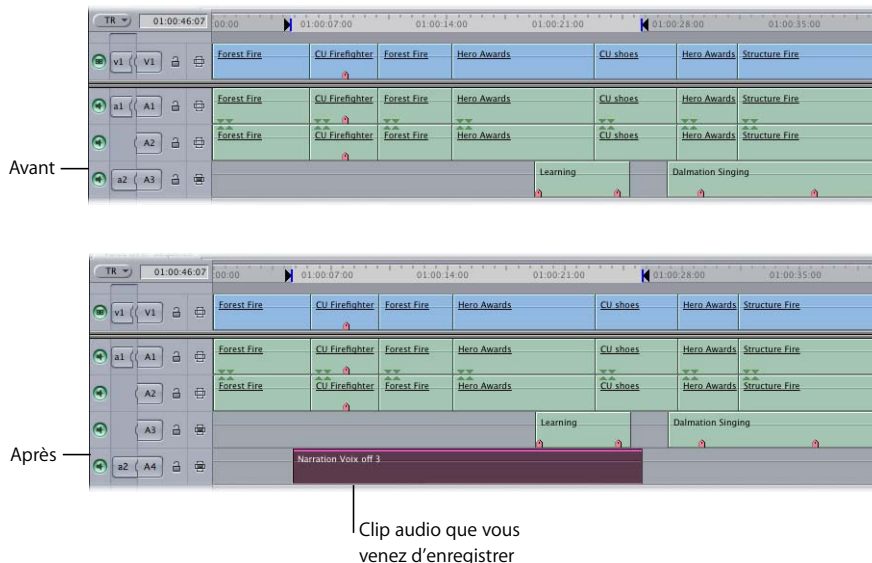 TR 01:00:46:07 00:00 01:00:07:00 01:00:14:00 01:00:21:00 01:00:28:00 01:00:35:00
v1 V1 Forest Fire CU Firefighter Forest Fire Hero Awards CU shoes Hero Awards Structure Fire
a1 A1 Forest Fire CU Firefighter Forest Fire Hero Awards CU shoes Hero Awards Structure Fire
A2 Forest Fire CU Firefighter Forest Fire Hero Awards CU shoes Hero Awards Structure Fire
Avant
a2 A3 Learning Dalmation Singing
TR 01:00:46:07 00:00 01:00:07:00 01:00:14:00 01:00:21:00 01:00:28:00 01:00:35:00
v1 V1 Forest Fire CU Firefighter Forest Fire Hero Awards CU shoes Hero Awards Structure Fire
a1 A1 Forest Fire CU Firefighter Forest Fire Hero Awards CU shoes Hero Awards Structure Fire
A2 Forest Fire CU Firefighter Forest Fire Hero Awards CU shoes Hero Awards Structure Fire
A3 Learning Dalmation Singing
Après
a2 A4 Narration Voix off 3
Clip audio que vous
venez d'enregistrer